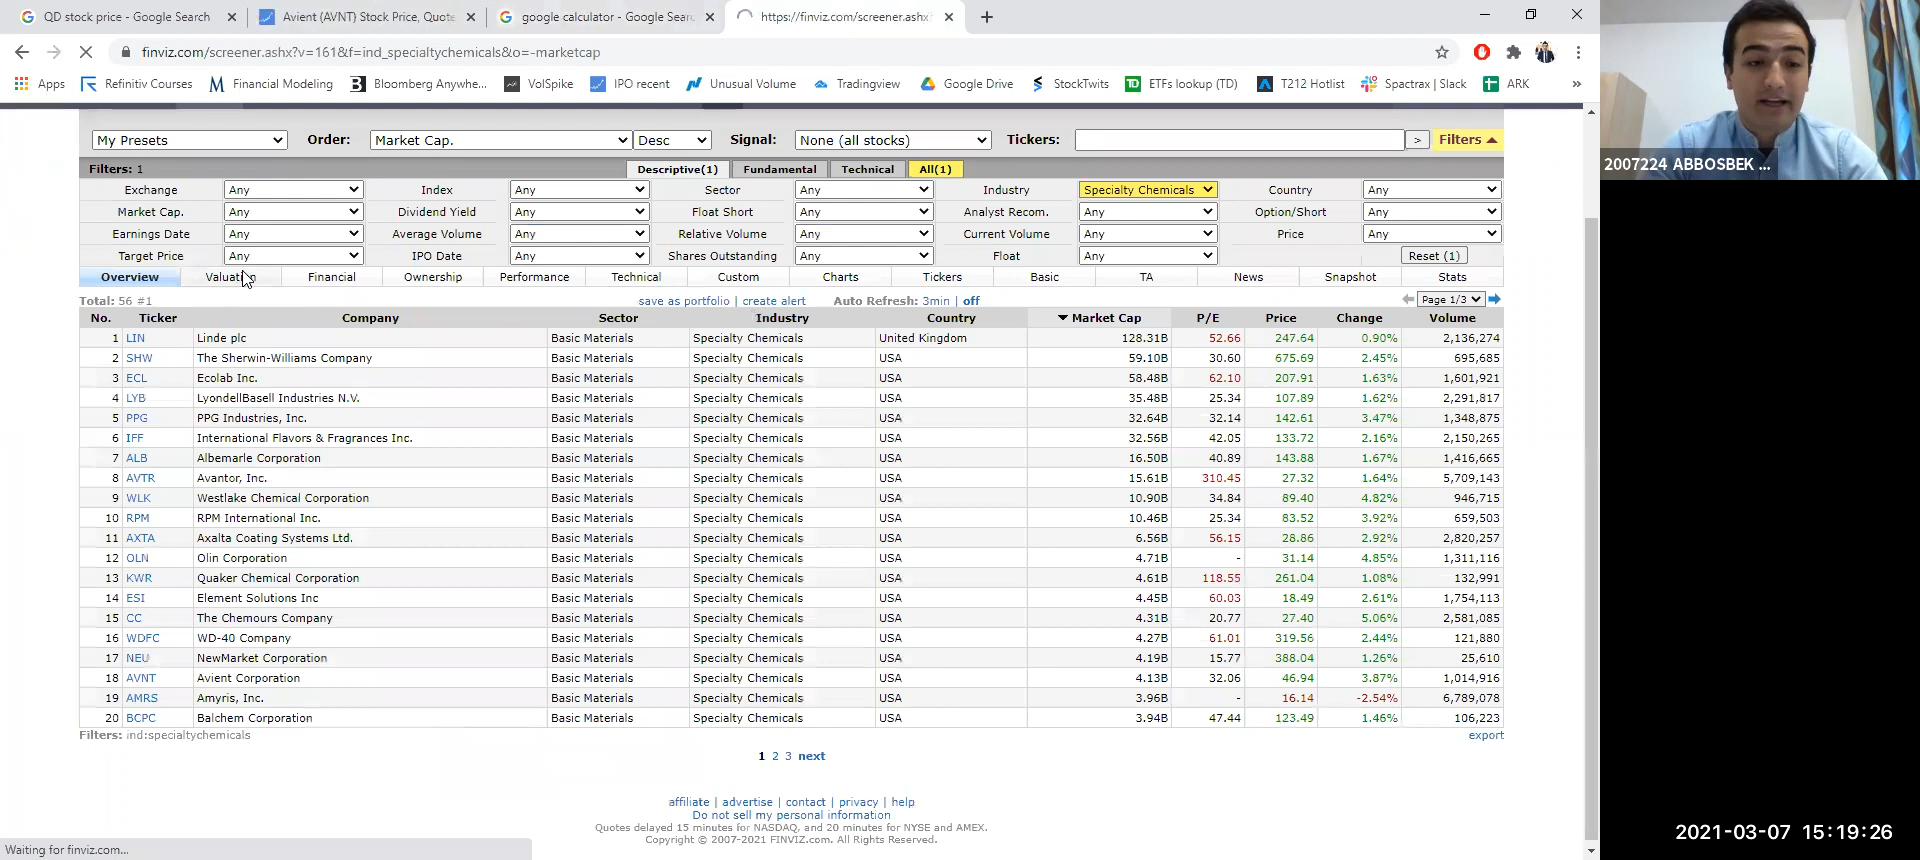 QD stock price - Google Search
Avient (AVNT) Stock Price, Quote
google calculator - Google Sear
https://finviz.com/screener.ashx?
finviz.com/screener.ashx?v=161&f=ind_specialtychemicals&o=-marketcap
Apps Refinitiv Courses Financial Modeling Bloomberg Anywhe... VolSpike IPO recent Unusual Volume Tradingview Google Drive StockTwits ETFs lookup (TD) T212 Hotlist Spactrax | Slack ARK »
My Presets Order: Market Cap. Desc Signal: None (all stocks) Tickers: > Filters
Filters: 1 Descriptive(1) Fundamental Technical All(1)
Exchange Any Index Any Sector Any Industry Specialty Chemicals Country Any
Market Cap. Any Dividend Yield Any Float Short Any Analyst Recom. Any Option/Short Any
Earnings Date Any Average Volume Any Relative Volume Any Current Volume Any Price Any
Target Price Any IPO Date Any Shares Outstanding Any Float Any Reset (1)
Overview Valuation Financial Ownership Performance Technical Custom Charts Tickers Basic TA News Snapshot Stats
Total: 56 #1 save as portfolio | create alert Auto Refresh: 3min | off Page 1/3
No. Ticker Company Sector Industry Country Market Cap P/E Price Change Volume
1 LIN Linde plc Basic Materials Specialty Chemicals United Kingdom 128.31B 52.66 247.64 0.90% 2,136,274
2 SHW The Sherwin-Williams Company Basic Materials Specialty Chemicals USA 59.10B 30.60 675.69 2.45% 695,685
3 ECL Ecolab Inc. Basic Materials Specialty Chemicals USA 58.48B 62.10 207.91 1.63% 1,601,921
4 LYB LyondellBasell Industries N.V. Basic Materials Specialty Chemicals USA 35.48B 25.34 107.89 1.62% 2,291,817
5 PPG PPG Industries, Inc. Basic Materials Specialty Chemicals USA 32.64B 32.14 142.61 3.47% 1,348,875
6 IFF International Flavors & Fragrances Inc. Basic Materials Specialty Chemicals USA 32.56B 42.05 133.72 2.16% 2,150,265
7 ALB Albemarle Corporation Basic Materials Specialty Chemicals USA 16.50B 40.89 143.88 1.67% 1,416,665
8 AVTR Avantor, Inc. Basic Materials Specialty Chemicals USA 15.61B 310.45 27.32 1.64% 5,709,143
9 WLK Westlake Chemical Corporation Basic Materials Specialty Chemicals USA 10.90B 34.84 89.40 4.82% 946,715
10 RPM RPM International Inc. Basic Materials Specialty Chemicals USA 10.46B 25.34 83.52 3.92% 659,503
11 AXTA Axalta Coating Systems Ltd. Basic Materials Specialty Chemicals USA 6.56B 56.15 28.86 2.92% 2,820,257
12 OLN Olin Corporation Basic Materials Specialty Chemicals USA 4.71B - 31.14 4.85% 1,311,116
13 KWR Quaker Chemical Corporation Basic Materials Specialty Chemicals USA 4.61B 118.55 261.04 1.08% 132,991
14 ESI Element Solutions Inc Basic Materials Specialty Chemicals USA 4.45B 60.03 18.49 2.61% 1,754,113
15 CC The Chemours Company Basic Materials Specialty Chemicals USA 4.31B 20.77 27.40 5.06% 2,581,085
16 WDFC WD-40 Company Basic Materials Specialty Chemicals USA 4.27B 61.01 319.56 2.44% 121,880
17 NEU NewMarket Corporation Basic Materials Specialty Chemicals USA 4.19B 15.77 388.04 1.26% 25,610
18 AVNT Avient Corporation Basic Materials Specialty Chemicals USA 4.13B 32.06 46.94 3.87% 1,014,916
19 AMRS Amyris, Inc. Basic Materials Specialty Chemicals USA 3.96B - 16.14 -2.54% 6,789,078
20 BCPC Balchem Corporation Basic Materials Specialty Chemicals USA 3.94B 47.44 123.49 1.46% 106,223
Filters: ind:specialtychemicals export
1 2 3 next
affiliate | advertise | contact | privacy | help
Do not sell my personal information
Quotes delayed 15 minutes for NASDAQ, and 20 minutes for NYSE and AMEX.
Copyright © 2007-2021 FINVIZ.com. All Rights Reserved.
Waiting for finviz.com...
2007224 ABBOSBEK ...
2021-03-07 15:19:26